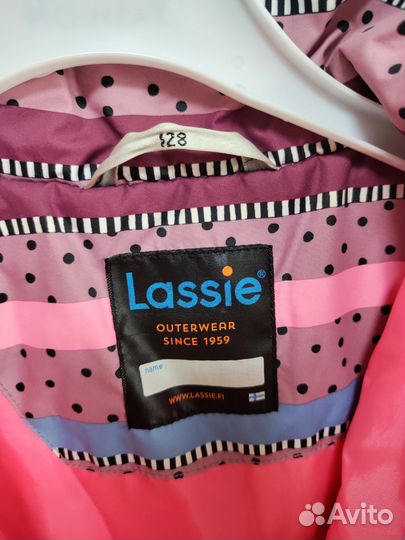 128
Lassie®
OUTERWEAR
SINCE 1959
name
WWW.LASSIE.FI
Avito